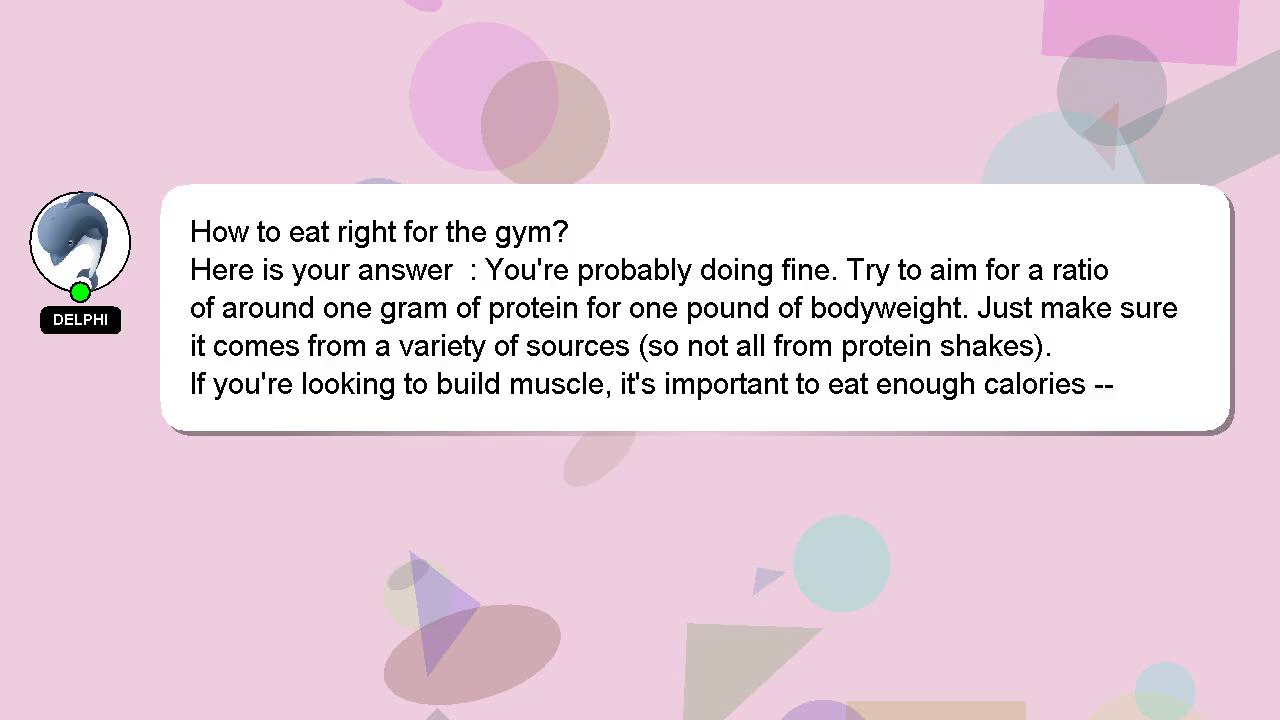 How to eat right for the gym?
Here is your answer  : You're probably doing fine. Try to aim for a ratio
of around one gram of protein for one pound of bodyweight. Just make sure
it comes from a variety of sources (so not all from protein shakes).
If you're looking to build muscle, it's important to eat enough calories --
DELPHI